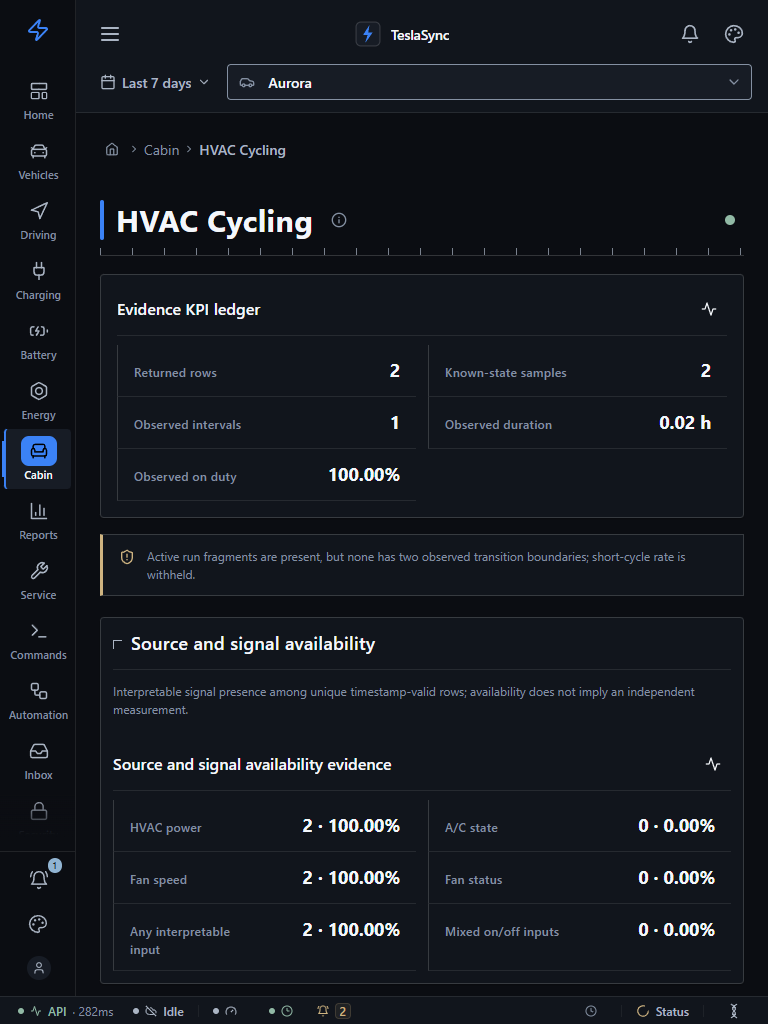 TeslaSync
Last 7 days
Aurora
Home
Vehicles
Driving
Charging
Battery
Energy
Cabin
Reports
Service
Commands
Automation
Inbox
1
Cabin
HVAC Cycling
HVAC Cycling
Evidence KPI ledger
Returned rows 2
Known-state samples 2
Observed intervals 1
Observed duration 0.02 h
Observed on duty 100.00%
Active run fragments are present, but none has two observed transition boundaries; short-cycle rate is
withheld.
Source and signal availability
Interpretable signal presence among unique timestamp-valid rows; availability does not imply an independent
measurement.
Source and signal availability evidence
HVAC power 2 · 100.00%
A/C state 0 · 0.00%
Fan speed 2 · 100.00%
Fan status 0 · 0.00%
Any interpretable
input
2 · 100.00%
Mixed on/off inputs 0 · 0.00%
API · 282ms
Idle
2
Status